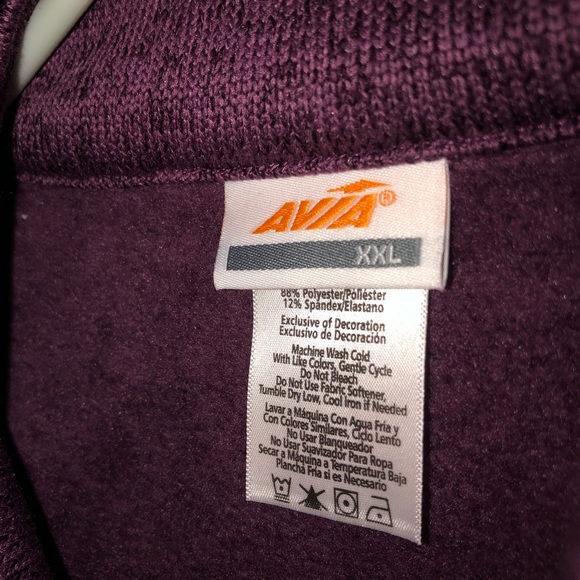 AVIA®
XXL
88% Polyester/Poliéster
12% Spandex/Elastano
Exclusive of Decoration
Exclusivo de Decoración
Machine Wash Cold
With Like Colors, Gentle Cycle
Do Not Bleach
Do Not Use Fabric Softener,
Tumble Dry Low, Cool Iron if Needed
Lavar a Máquina Con Agua Fria y
Con Colores Similares, Ciclo Lento
No Usar Blanqueador
No Usar Suavizador Para Ropa
Secar a Máquina a Temperatura Baja
Plancha Fria si es Necesario